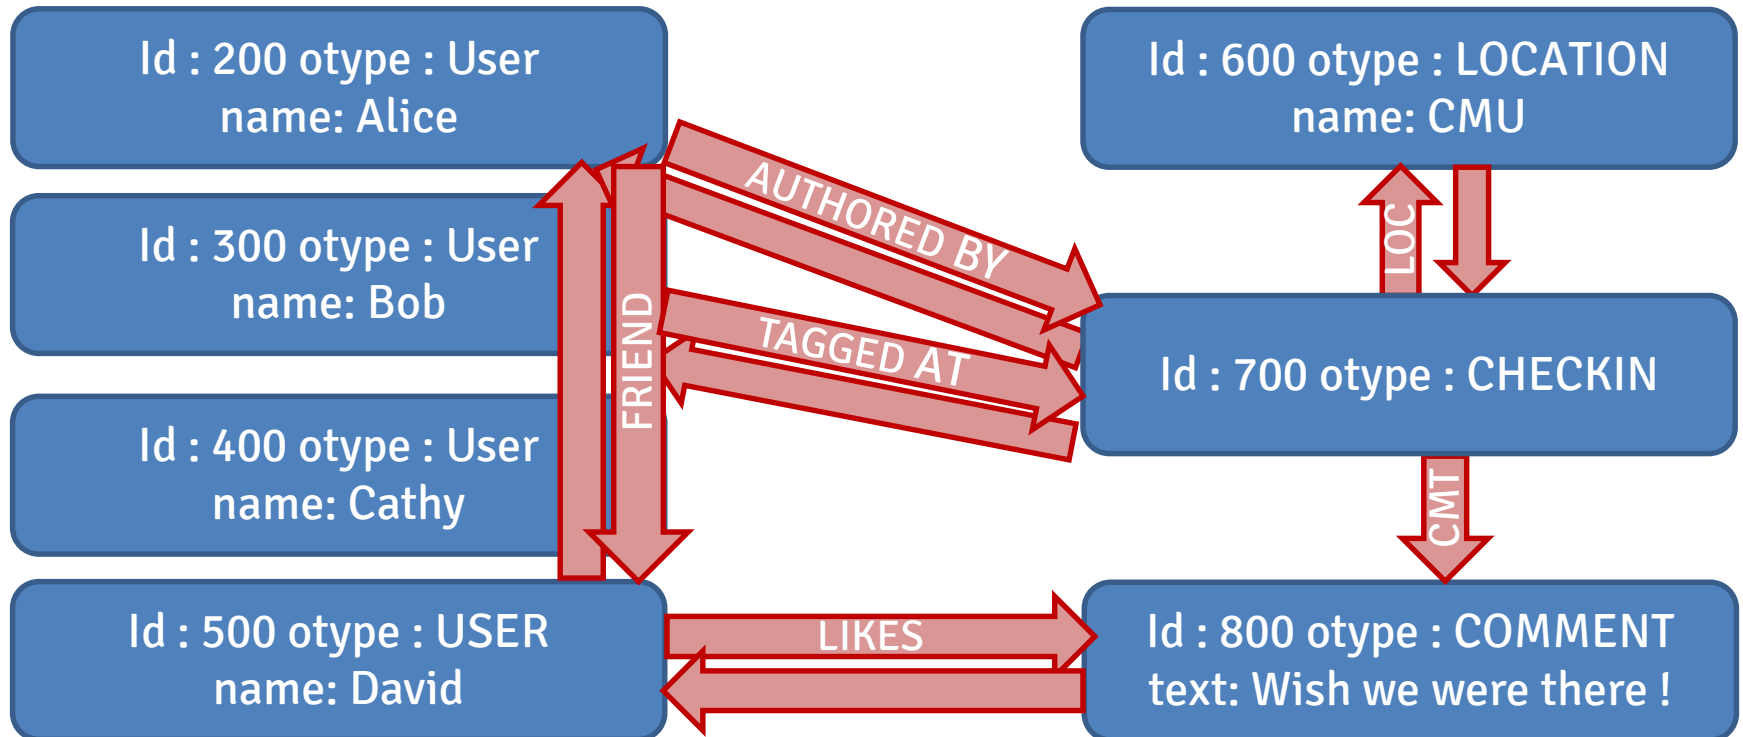 Id : 200 otype : User
name: Alice
Id : 300 otype : User
name: Bob
Id : 400 otype : User
name: Cathy
Id : 500 otype : USER
name: David
FRIEND
AUTHORED BY
TAGGED AT
LIKES
Id : 600 otype : LOCATION
name: CMU
LOC
Id : 700 otype : CHECKIN
CMT
Id : 800 otype : COMMENT
text: Wish we were there !